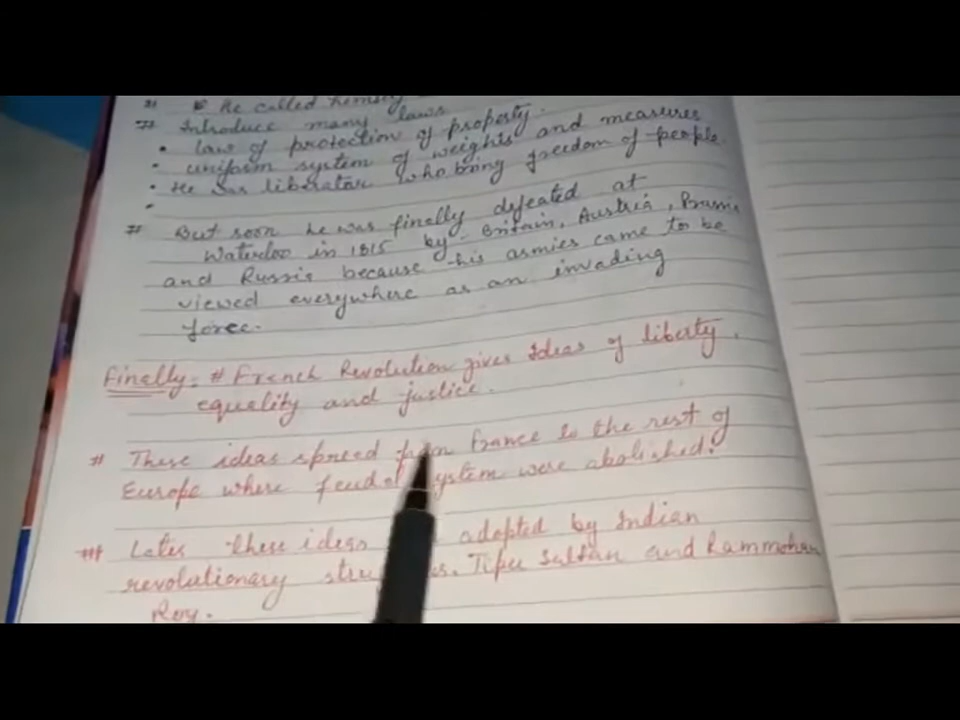 He called himself
# Introduce many laws
• law of protection of property.
• uniform system of weights and measures
• He was liberator who bring freedom of people
# But soon he was finally defeated at
Waterloo in 1815 by - Britain, Austria,
and Russia because his armies came to be
viewed everywhere as an invading
force.
Finally:- # French Revolution gives Ideas of liberty,
equality and justice.
# These ideas spread from France to the rest of
Europe where feudal system were abolished.
# Later these ideas adopted by Indian
revolutionary Tipu Sultan and Rammohan
Roy.